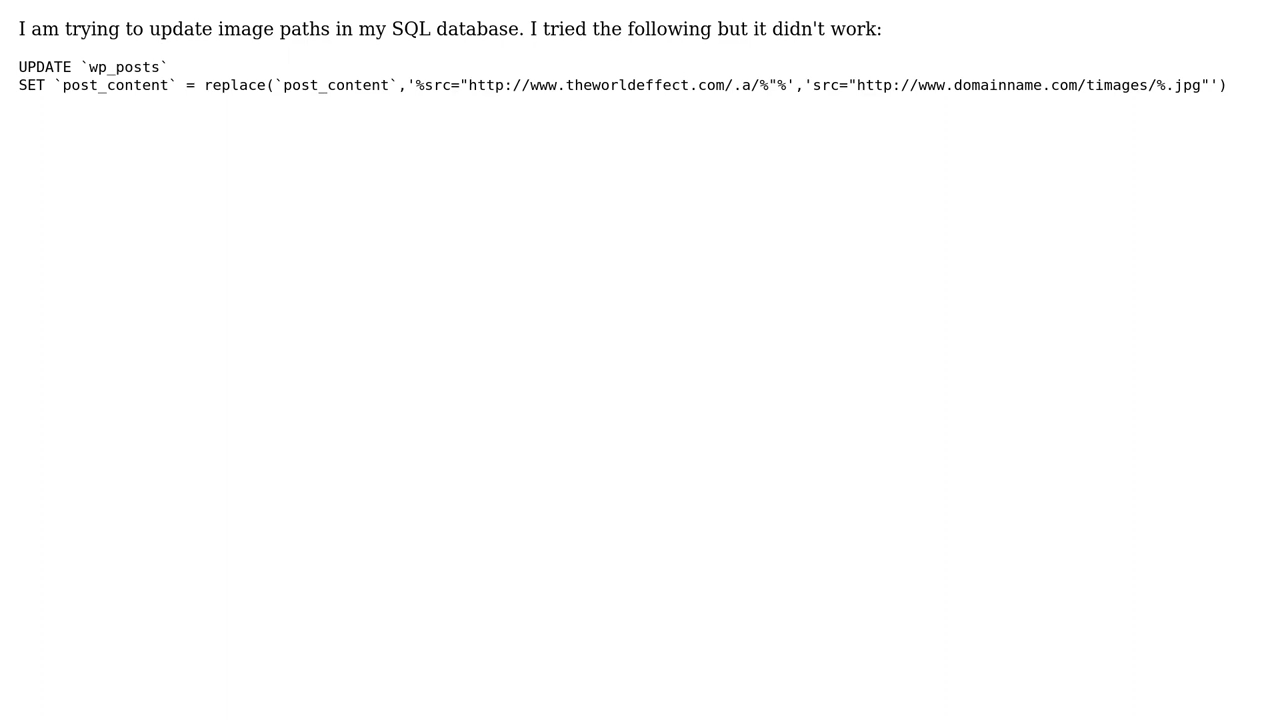 I am trying to update image paths in my SQL database. I tried the following but it didn't work:
UPDATE `wp_posts`
SET `post_content` = replace(`post_content`,'%src="http://www.theworldeffect.com/.a/%"%','src="http://www.domainname.com/timages/%.jpg"')